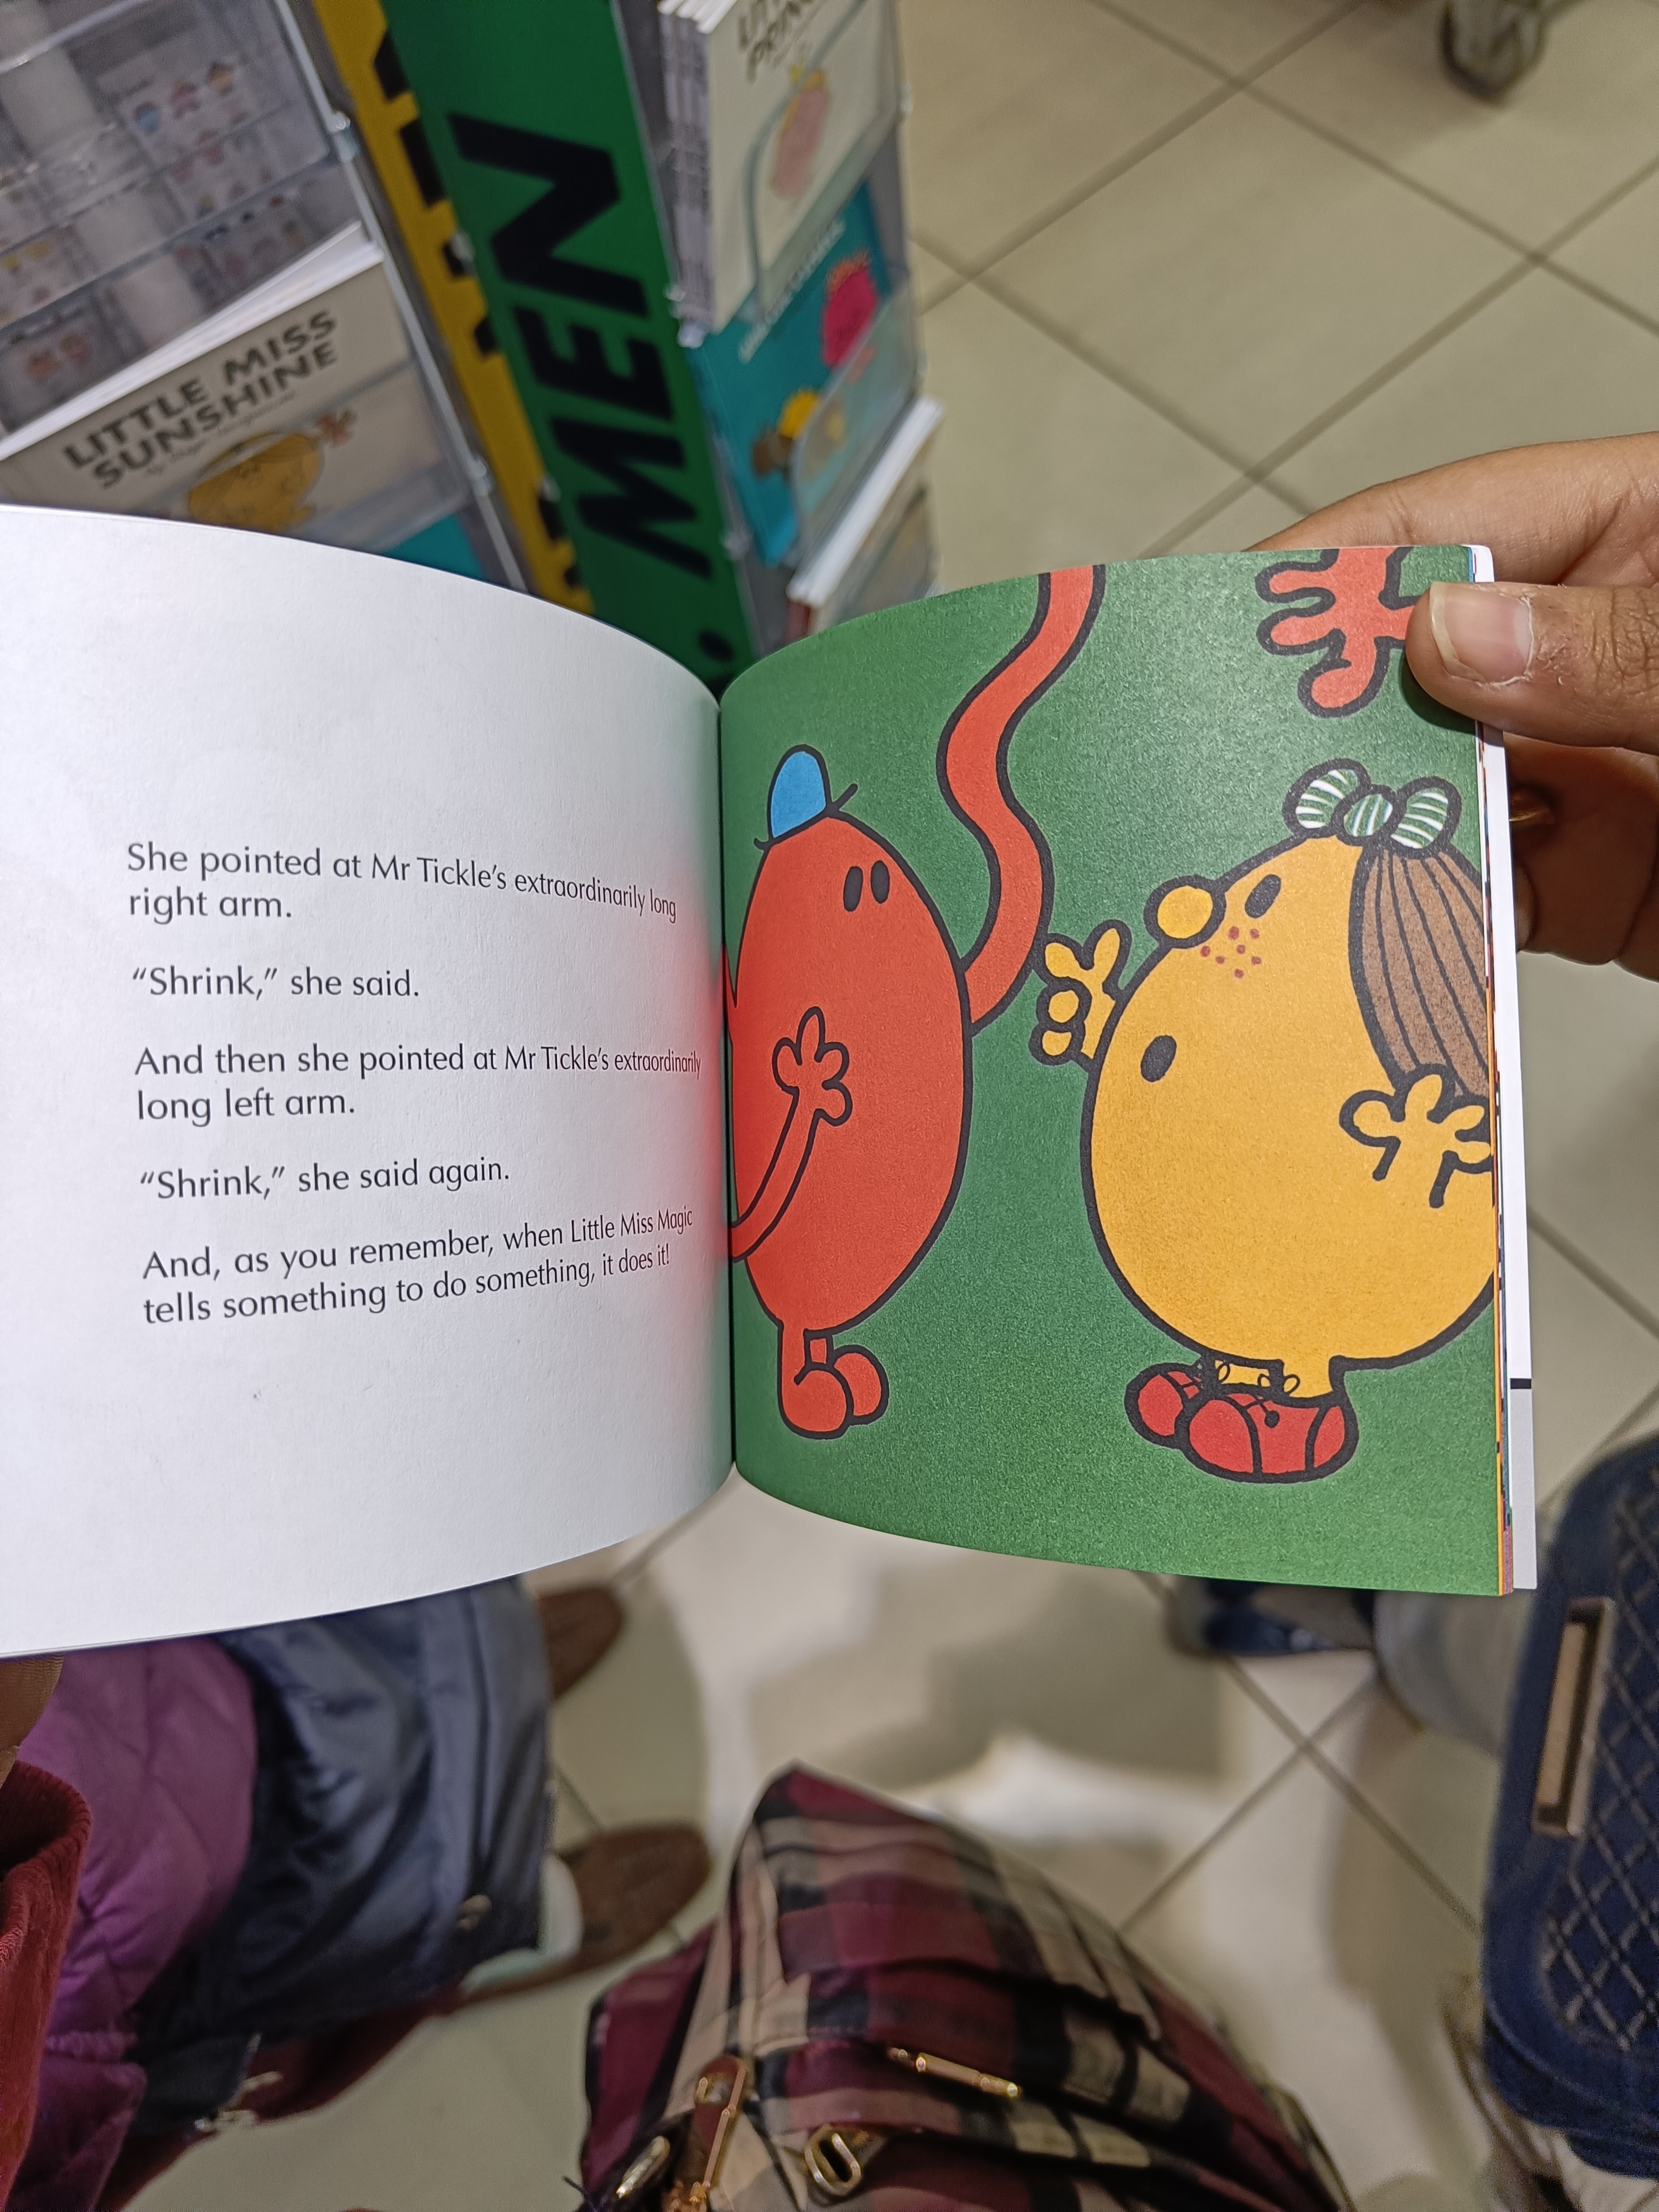 LITTLE MISS
SUNSHINE
MEN
She pointed at Mr Tickle's extraordinarily long
right arm.
“Shrink,” she said.
And then she pointed at Mr Tickle's extraordinarily
long left arm.
“Shrink,” she said again.
And, as you remember, when Little Miss Magic
tells something to do something, it does it!